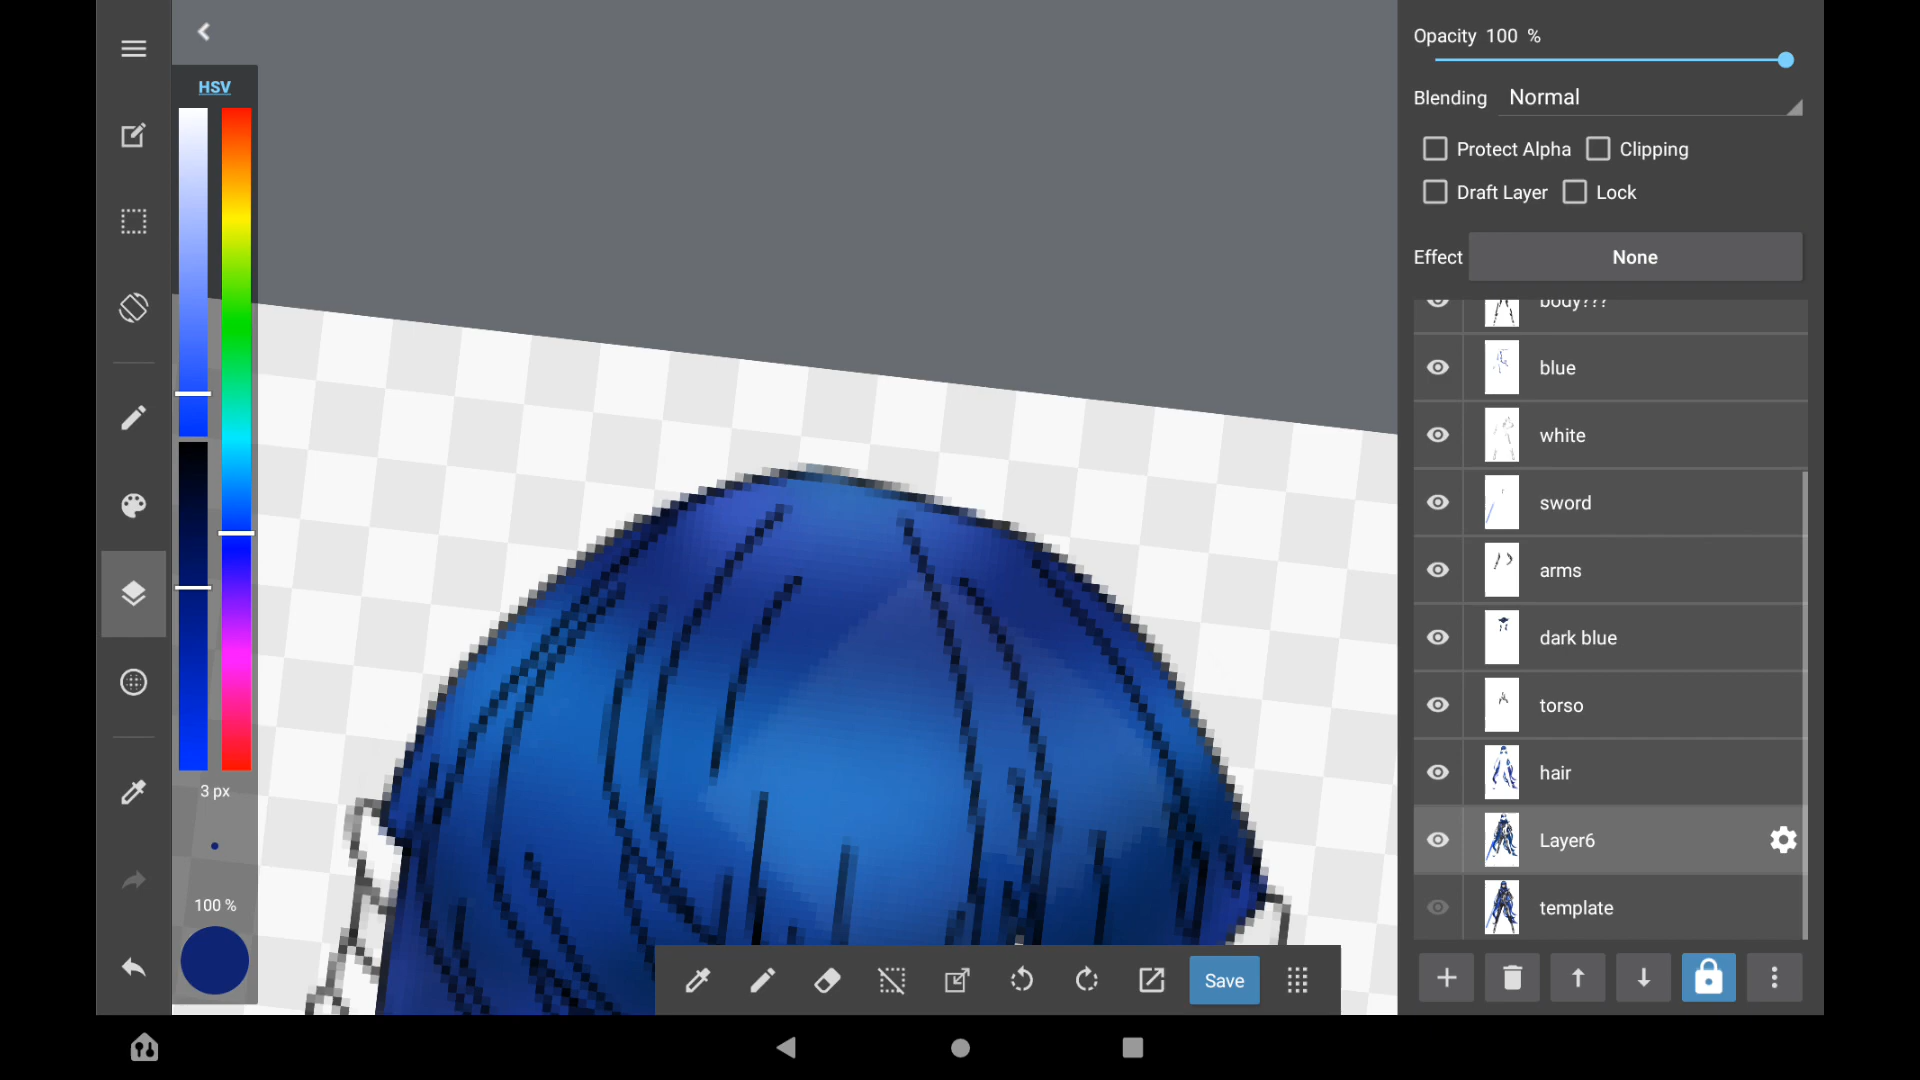 HSV
3 px
100 %
Opacity 100 %
Blending Normal
Protect Alpha Clipping
Draft Layer Lock
Effect None
body???
blue
white
sword
arms
dark blue
torso
hair
Layer6
template
Save